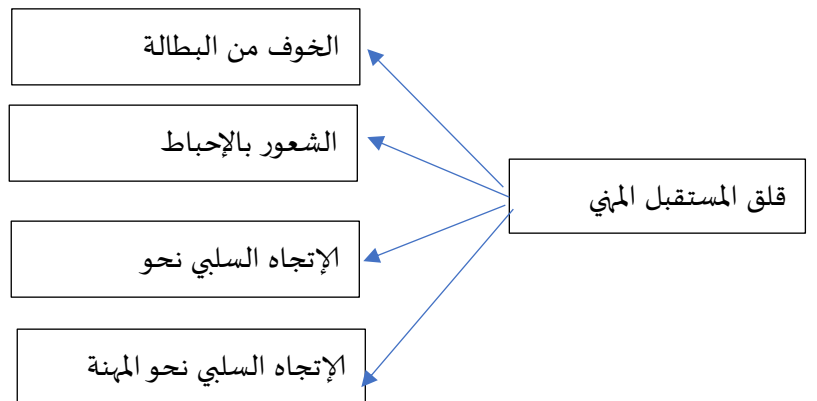 الخوف من البطالة
الشعور بالإحباط
قلق المستقبل المهني
الإتجاه السلبي نحو
الإتجاه السلبي نحو المهنة